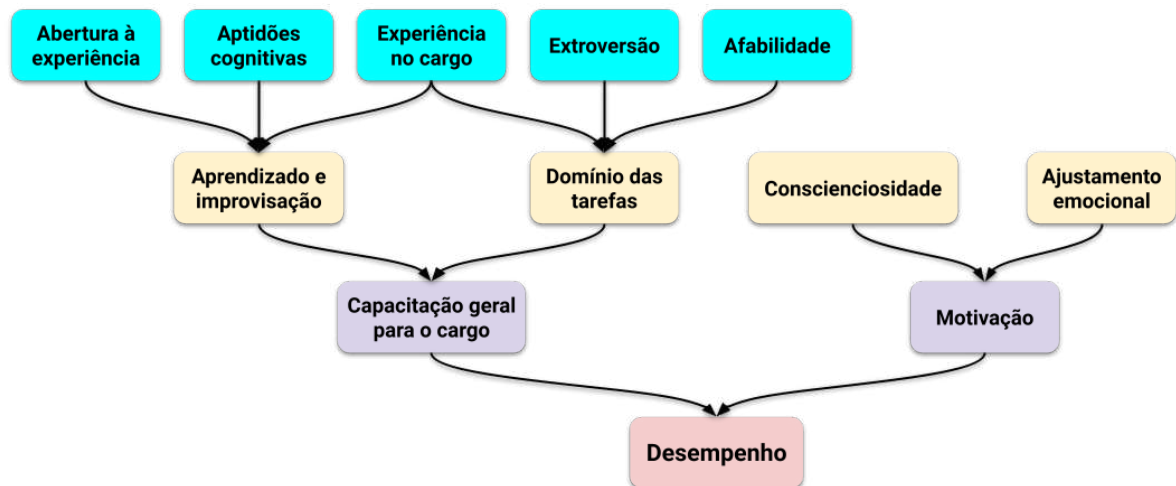 Abertura à
experiência
Aptidões
cognitivas
Experiência
no cargo
Extroversão
Afabilidade
Aprendizado e
improvisação
Domínio das
tarefas
Conscienciosidade
Ajustamento
emocional
Capacitação geral
para o cargo
Motivação
Desempenho